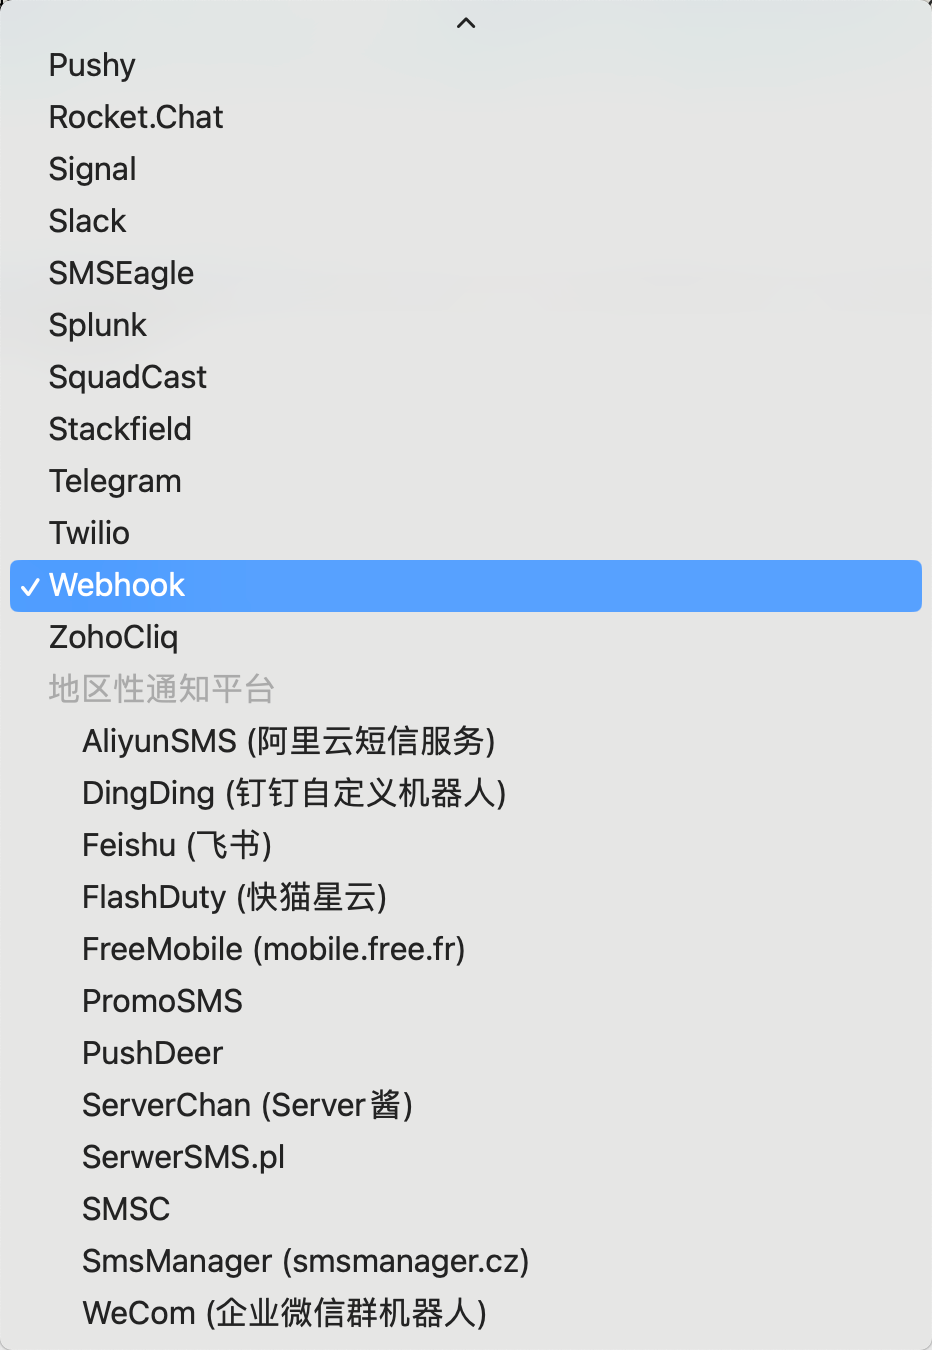 Pushy
Rocket.Chat
Signal
Slack
SMSEagle
Splunk
SquadCast
Stackfield
Telegram
Twilio
Webhook
ZohoCliq
地区性通知平台
AliyunSMS (阿里云短信服务)
DingDing (钉钉自定义机器人)
Feishu (飞书)
FlashDuty (快猫星云)
FreeMobile (mobile.free.fr)
PromoSMS
PushDeer
ServerChan (Server酱)
SerwerSMS.pl
SMSC
SmsManager (smsmanager.cz)
WeCom (企业微信群机器人)